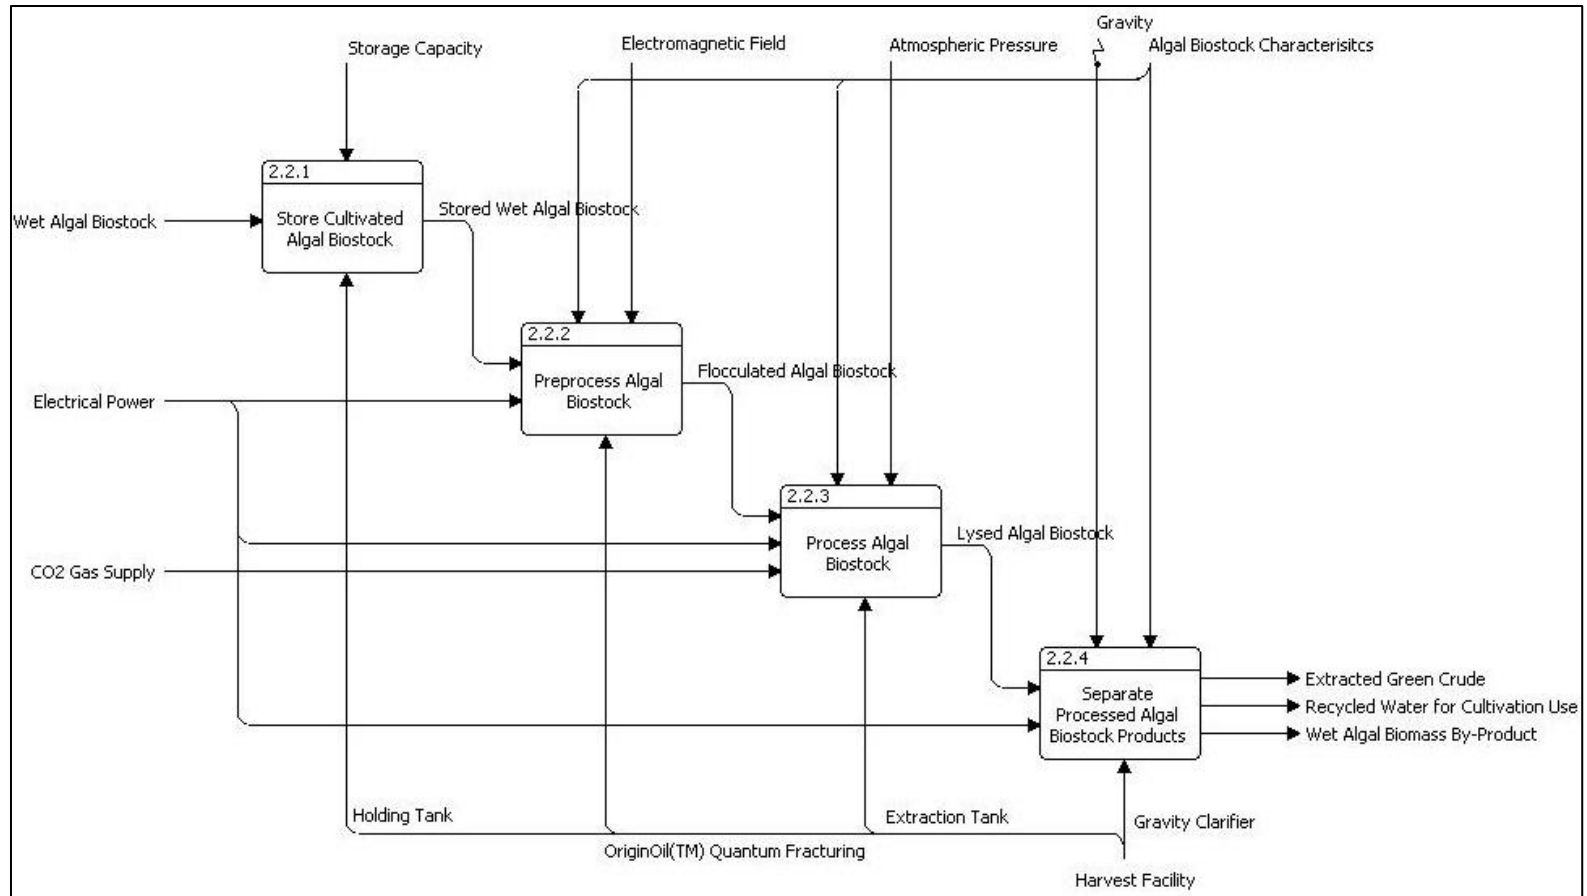 Gravity
Storage Capacity
Electromagnetic Field
Atmospheric Pressure
Algal Biostock Characterisitcs
2.2.1
Store Cultivated
Algal Biostock
Wet Algal Biostock
Stored Wet Algal Biostock
2.2.2
Preprocess Algal
Biostock
Flocculated Algal Biostock
Electrical Power
2.2.3
Process Algal
Biostock
Lysed Algal Biostock
CO2 Gas Supply
2.2.4
Separate
Processed Algal
Biostock Products
Extracted Green Crude
Recycled Water for Cultivation Use
Wet Algal Biomass By-Product
Holding Tank
Extraction Tank
Gravity Clarifier
OriginOil(TM) Quantum Fracturing
Harvest Facility